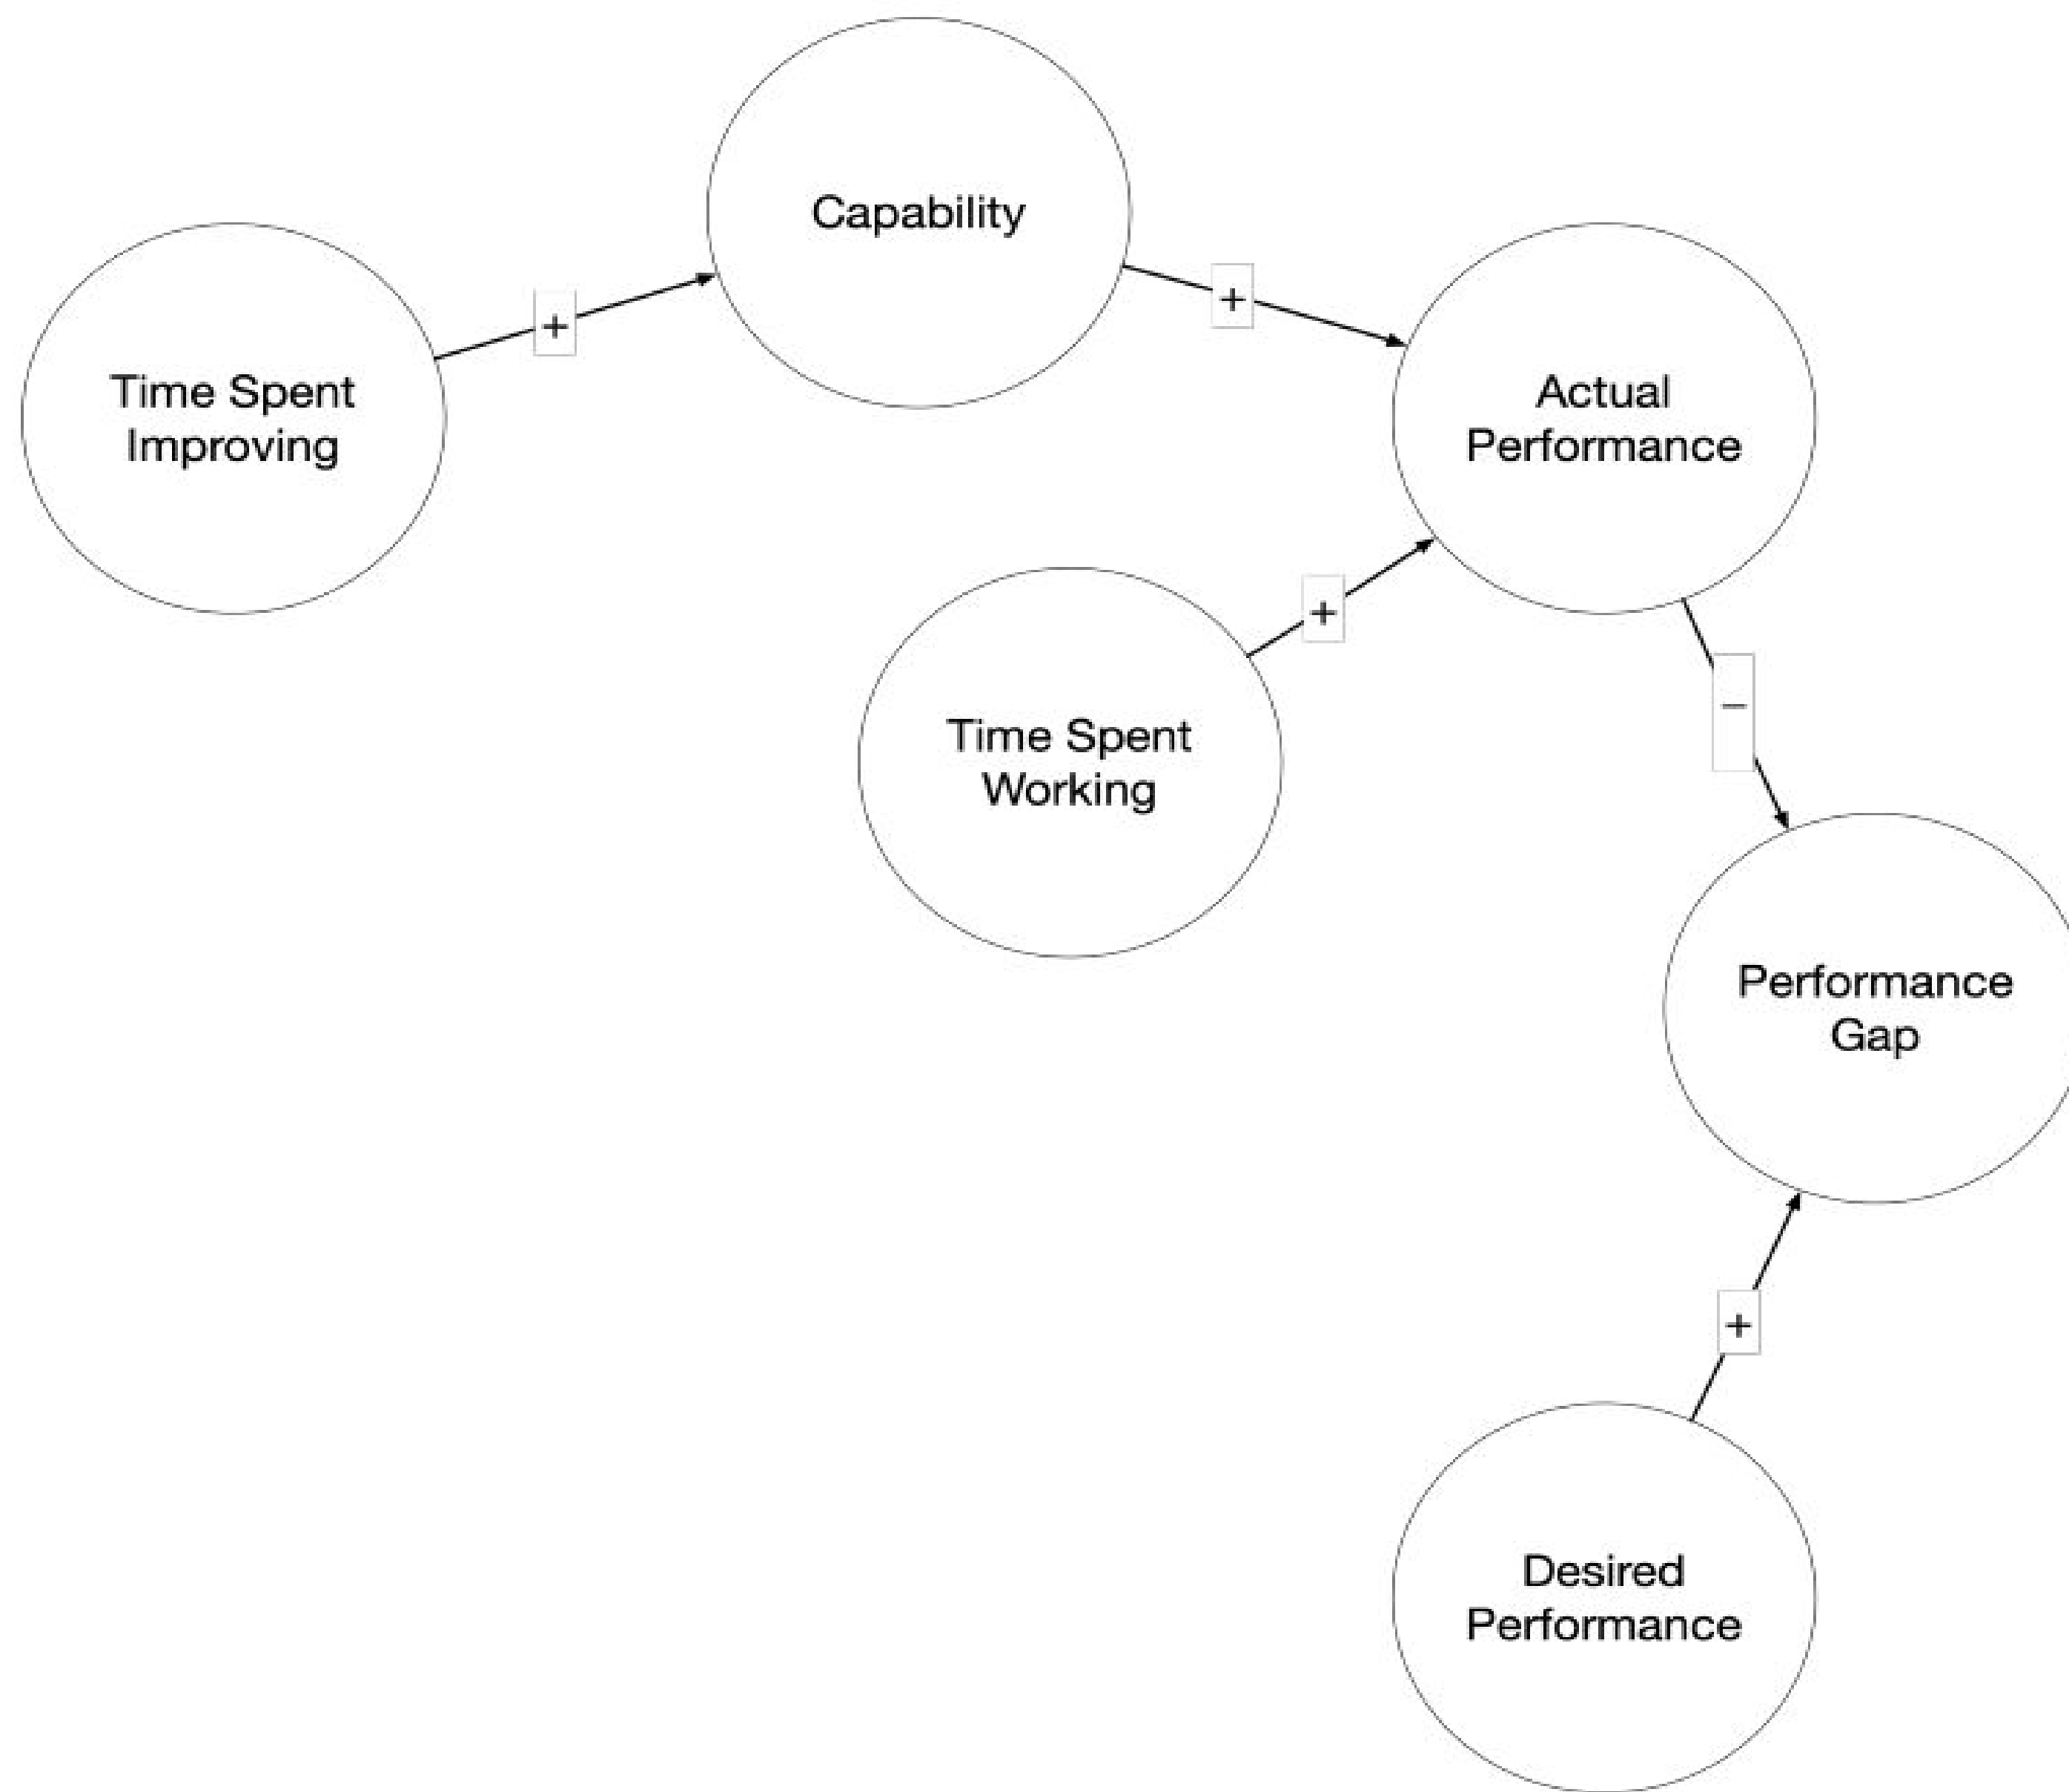 Capability
+
+
Time Spent
Improving
Actual
Performance
+
Time Spent
Working
−
Performance
Gap
+
Desired
Performance